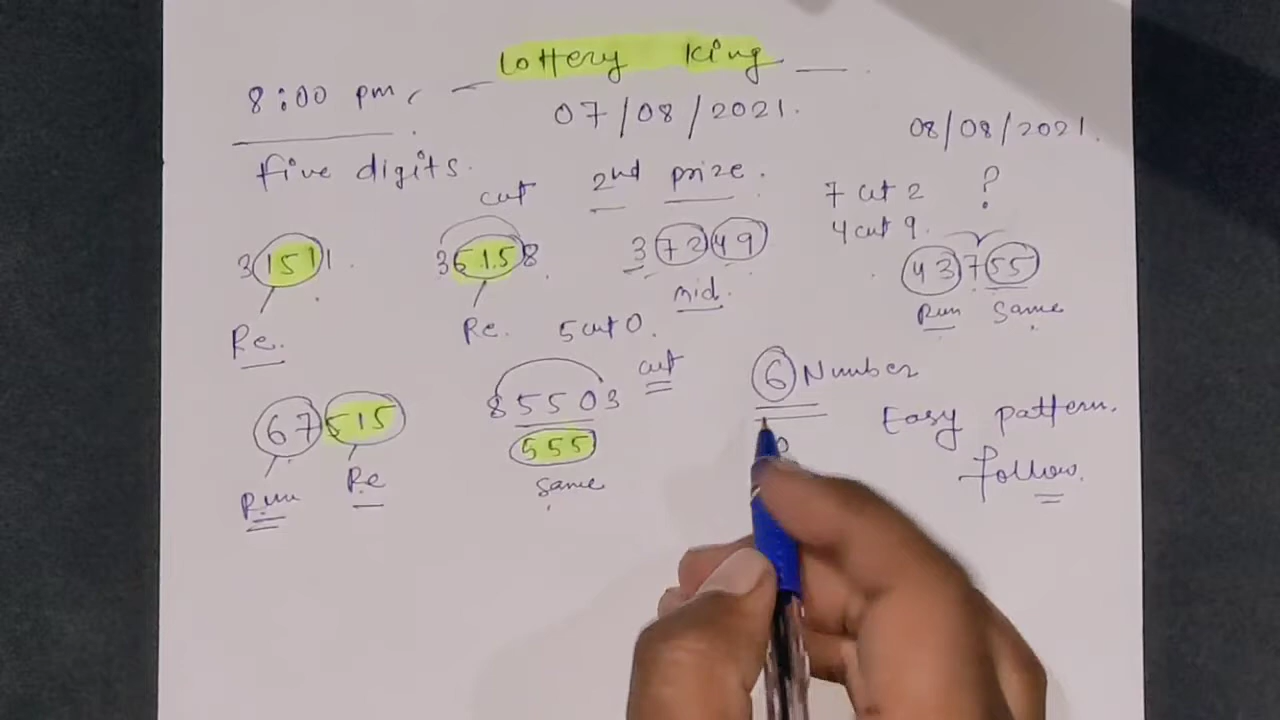 Lottery King
8:00 pm,
07/08/2021.
08/08/2021.
five digits.
cut
2nd prize.
7 cut 2
?
4 cut 9.
31511
36158
37249
43755
mid.
Run
Same
Re.
Re.
5 cut 0.
cut
6 Number
67515
85503
Easy pattern.
555
follow.
Run
Re
Same